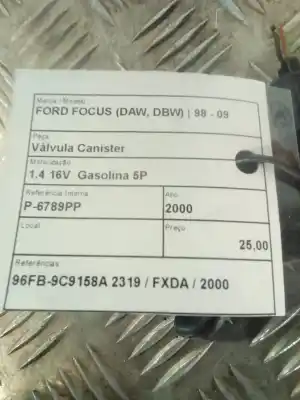 Marca / Modelo
FORD FOCUS (DAW, DBW) | 98 - 09
Peça
Válvula Canister
Motorização
1.4 16V Gasolina 5P
Referência Interna
Ano
P-6789PP
2000
Local
Preço
25,00
Referências
96FB-9C9158A 2319 / FXDA / 2000